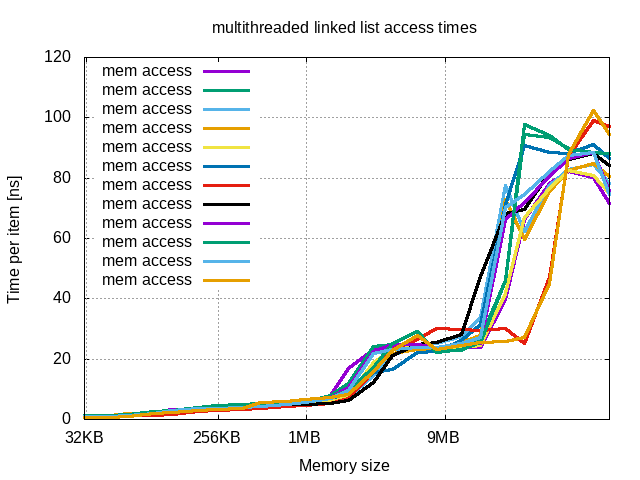 multithreaded linked list access times
Time per item [ns]
120
100
80
60
40
20
0
mem access
mem access
mem access
mem access
mem access
mem access
mem access
mem access
mem access
mem access
mem access
mem access
32KB 256KB 1MB 9MB
Memory size